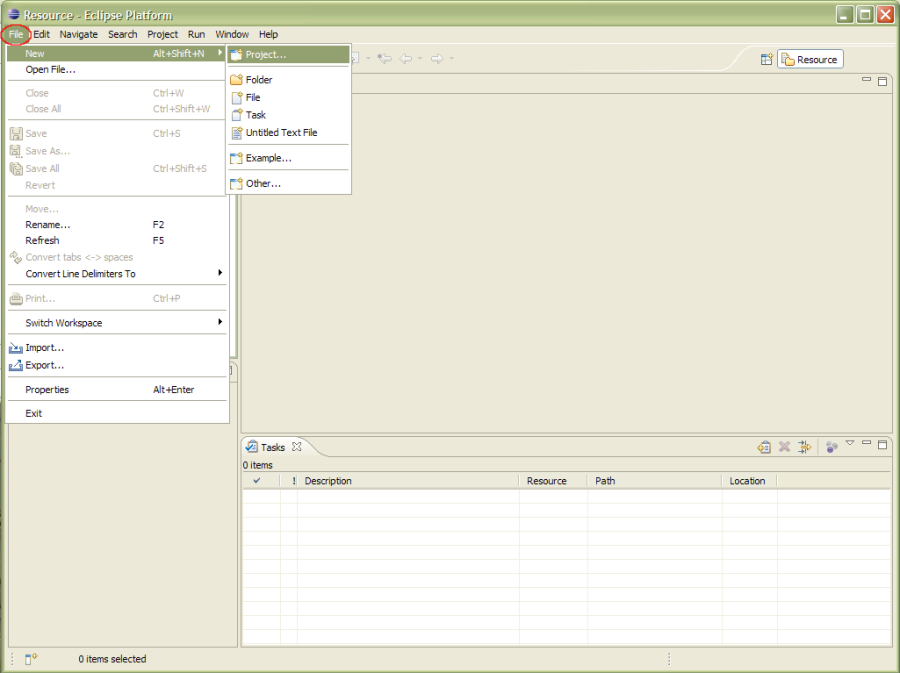 Resource - Eclipse Platform
File Edit Navigate Search Project Run Window Help
New Alt+Shift+N
Open File...
Close Ctrl+W
Close All Ctrl+Shift+W
Save Ctrl+S
Save As...
Save All Ctrl+Shift+S
Revert
Move...
Rename... F2
Refresh F5
Convert tabs <-> spaces
Convert Line Delimiters To
Print... Ctrl+P
Switch Workspace
Import...
Export...
Properties Alt+Enter
Exit
Project...
Folder
File
Task
Untitled Text File
Example...
Other...
Resource
Tasks
0 items
! Description Resource Path Location
0 items selected